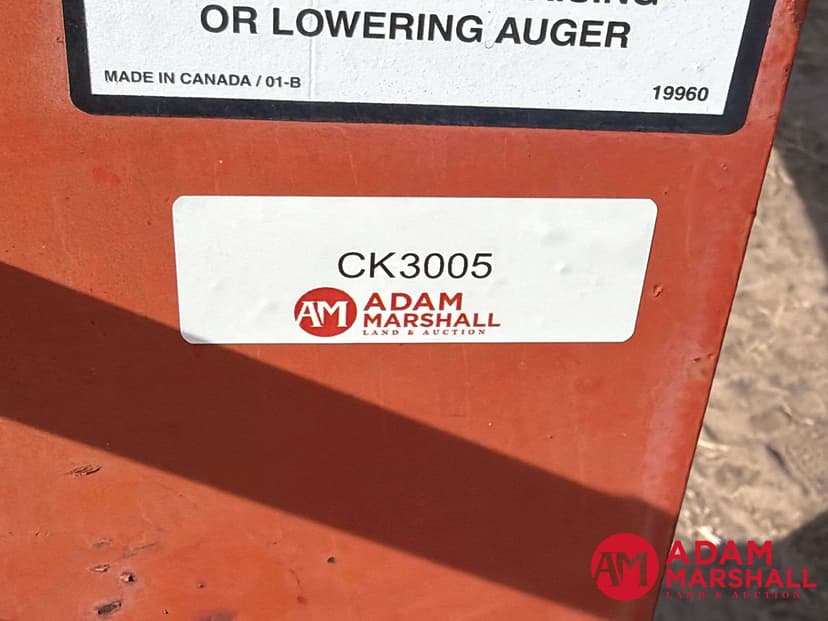 OR LOWERING AUGER
MADE IN CANADA / 01-B
19960
CK3005
AM
ADAM
MARSHALL
LAND & AUCTION
AM
ADAM
MARSHALL
LAND & AUCTION